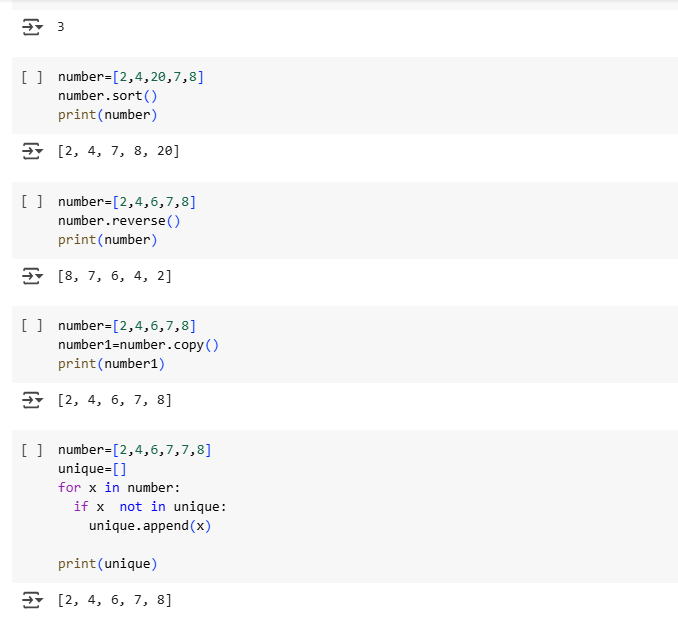 3
[ ] number=[2,4,20,7,8]
number.sort()
print(number)
[2, 4, 7, 8, 20]
[ ] number=[2,4,6,7,8]
number.reverse()
print(number)
[8, 7, 6, 4, 2]
[ ] number=[2,4,6,7,8]
number1=number.copy()
print(number1)
[2, 4, 6, 7, 8]
[ ] number=[2,4,6,7,7,8]
unique=[]
for x in number:
  if x  not in unique:
    unique.append(x)
print(unique)
[2, 4, 6, 7, 8]